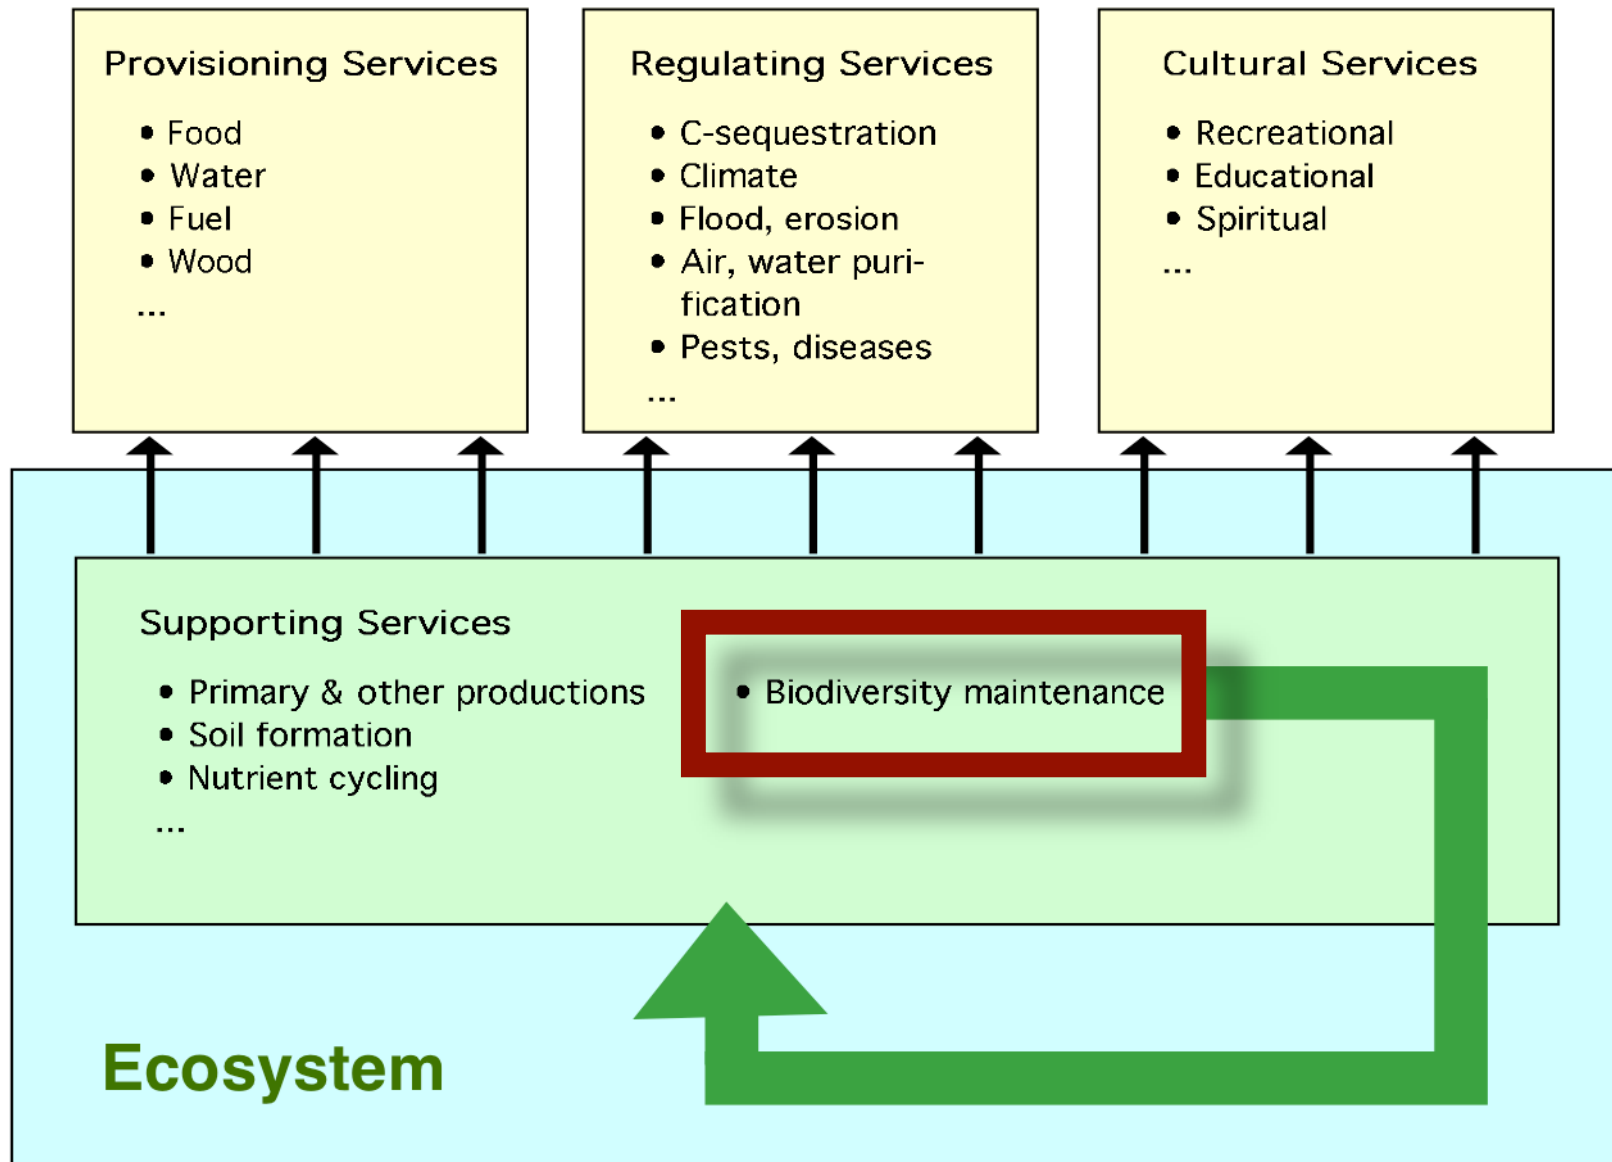 Provisioning Services
• Food
• Water
• Fuel
• Wood
...
Regulating Services
• C-sequestration
• Climate
• Flood, erosion
• Air, water puri-
fication
• Pests, diseases
...
Cultural Services
• Recreational
• Educational
• Spiritual
...
Supporting Services
• Primary & other productions
• Soil formation
• Nutrient cycling
...
• Biodiversity maintenance
Ecosystem